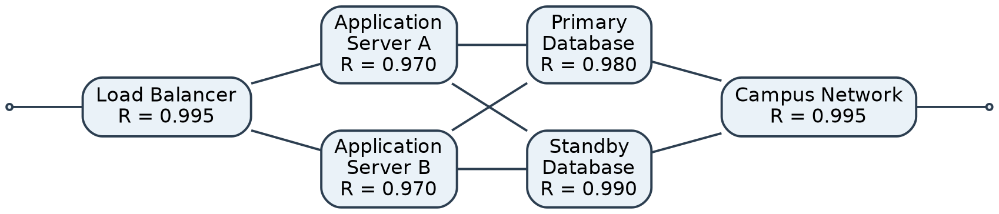 Load Balancer
R = 0.995
Application
Server A
R = 0.970
Application
Server B
R = 0.970
Primary
Database
R = 0.980
Standby
Database
R = 0.990
Campus Network
R = 0.995